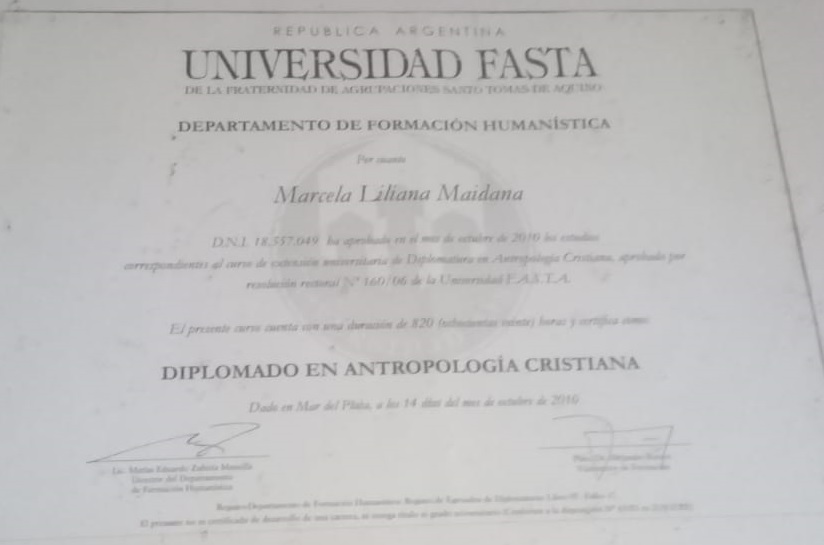 REPUBLICA ARGENTINA
UNIVERSIDAD FASTA
DE LA FRATERNIDAD DE AGRUPACIONES SANTO TOMAS DE AQUINO
DEPARTAMENTO DE FORMACIÓN HUMANÍSTICA
Por cuanto
Marcela Liliana Maidana
D.N.I. 18.557.049 ha aprobado en el mes de octubre de 2010 los estudios
correspondientes al curso de extensión universitaria de Diplomatura en Antropología Cristiana, aprobado por
resolución rectoral Nº 160/06 de la Universidad F.A.S.T.A.
El presente curso cuenta con una duración de 820 (ochocientas veinte) horas y certifica como
DIPLOMADO EN ANTROPOLOGÍA CRISTIANA
Dado en Mar del Plata, a los 14 días del mes de octubre de 2010
Lic. Matías Eduardo Zubiría Mansilla
Director del Departamento
de Formación Humanística
Registro Departamento de Formación Humanística: Registro de Egresados de Diplomaturas Libro
El presente no es certificado de desarrollo de una carrera, ni otorga título ni grado universitario